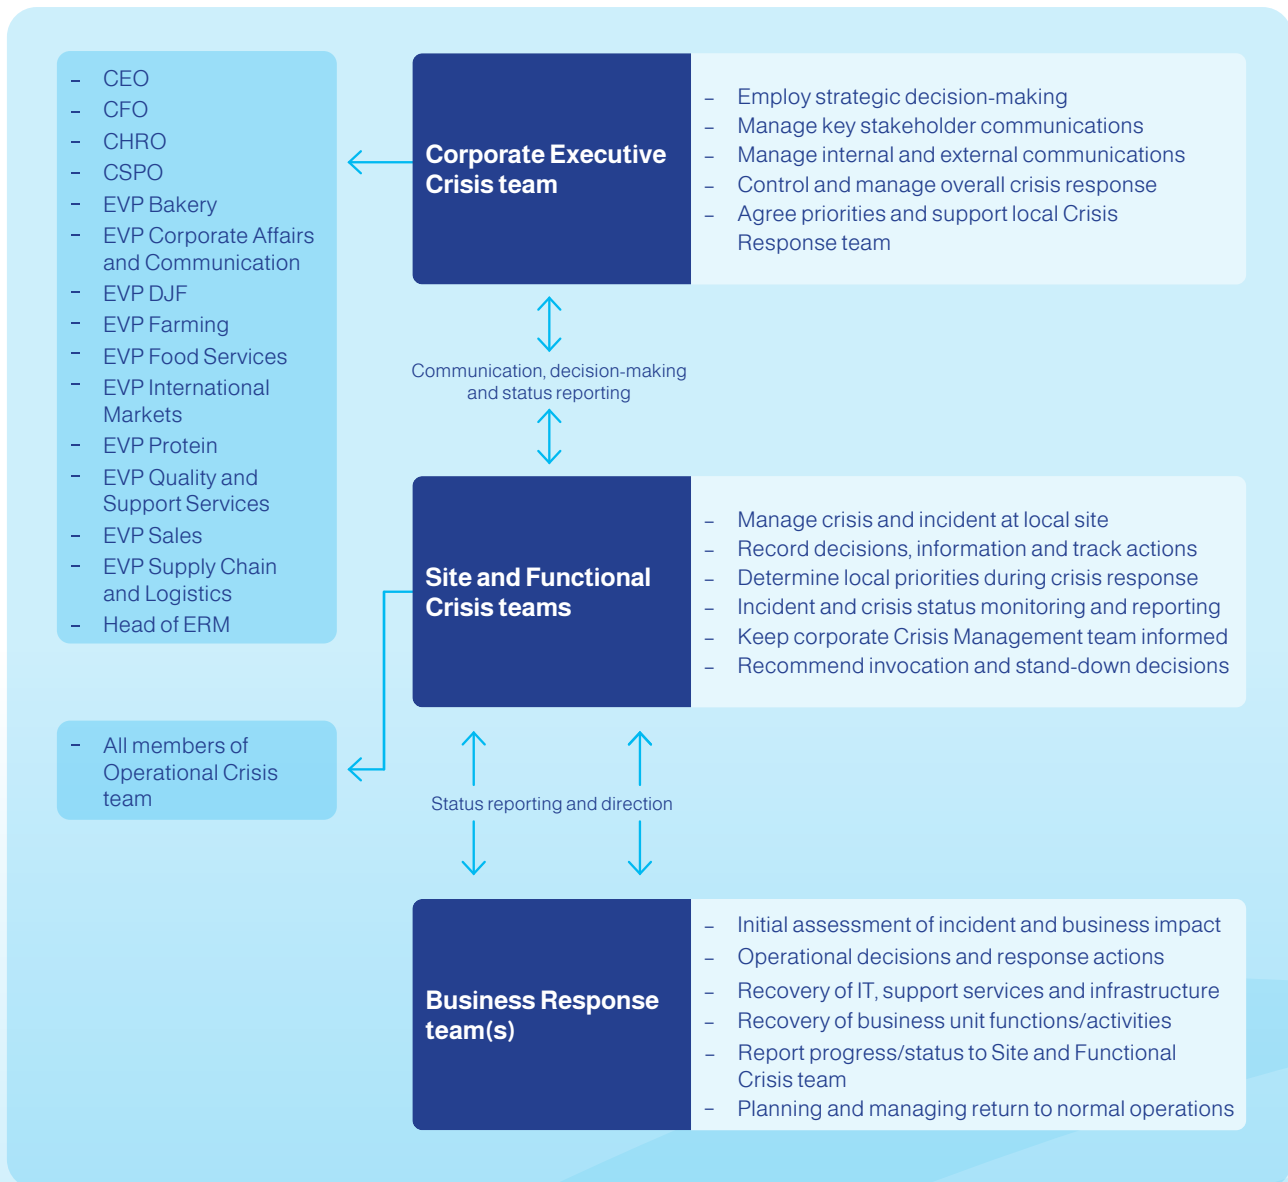 - CEO
- CFO
- CHRO
- CSPO
- EVP Bakery
- EVP Corporate Affairs
and Communication
- EVP DJF
- EVP Farming
- EVP Food Services
- EVP International
Markets
- EVP Protein
- EVP Quality and
Support Services
- EVP Sales
- EVP Supply Chain
and Logistics
- Head of ERM
Corporate Executive
Crisis team
– Employ strategic decision-making
– Manage key stakeholder communications
– Manage internal and external communications
– Control and manage overall crisis response
– Agree priorities and support local Crisis
Response team
Communication, decision-making
and status reporting
Site and Functional
Crisis teams
– Manage crisis and incident at local site
– Record decisions, information and track actions
– Determine local priorities during crisis response
– Incident and crisis status monitoring and reporting
– Keep corporate Crisis Management team informed
– Recommend invocation and stand-down decisions
- All members of
Operational Crisis
team
Status reporting and direction
Business Response
team(s)
– Initial assessment of incident and business impact
– Operational decisions and response actions
– Recovery of IT, support services and infrastructure
– Recovery of business unit functions/activities
– Report progress/status to Site and Functional
Crisis team
– Planning and managing return to normal operations